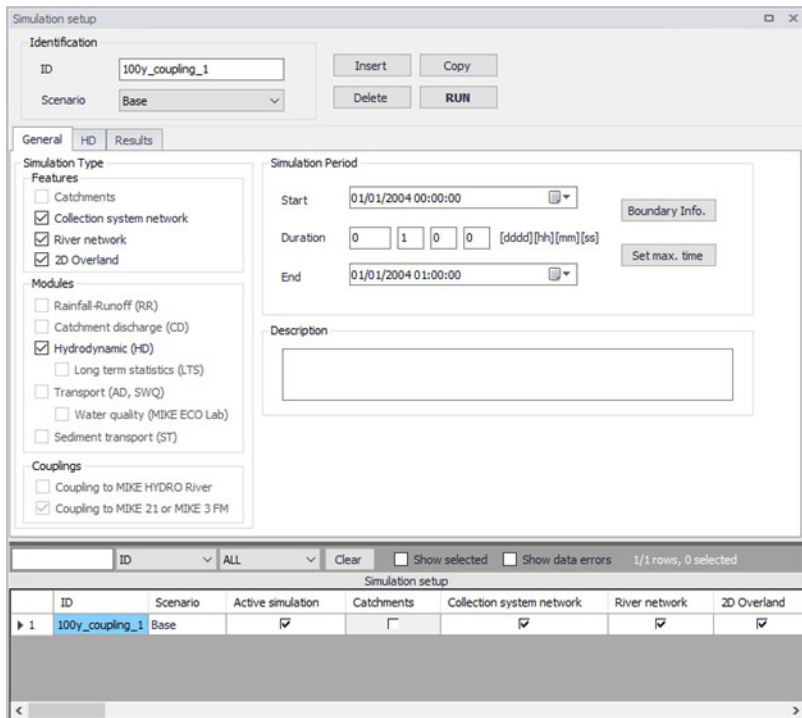 Simulation setup
Identification
ID 100y_coupling_1 Insert Copy
Scenario Base Delete RUN
General HD Results
Simulation Type
Features
Catchments
Collection system network
River network
2D Overland
Modules
Rainfall-Runoff (RR)
Catchment discharge (CD)
Hydrodynamic (HD)
Long term statistics (LTS)
Transport (AD, SWQ)
Water quality (MIKE ECO Lab)
Sediment transport (ST)
Couplings
Coupling to MIKE HYDRO River
Coupling to MIKE 21 or MIKE 3 FM
Simulation Period
Start 01/01/2004 00:00:00
Boundary Info.
Duration 0 1 0 0 [dddd][hh][mm][ss]
Set max. time
End 01/01/2004 01:00:00
Description
ID ALL Clear Show selected Show data errors 1/1 rows, 0 selected
Simulation setup
ID Scenario Active simulation Catchments Collection system network River network 2D Overland
1 100y_coupling_1 Base